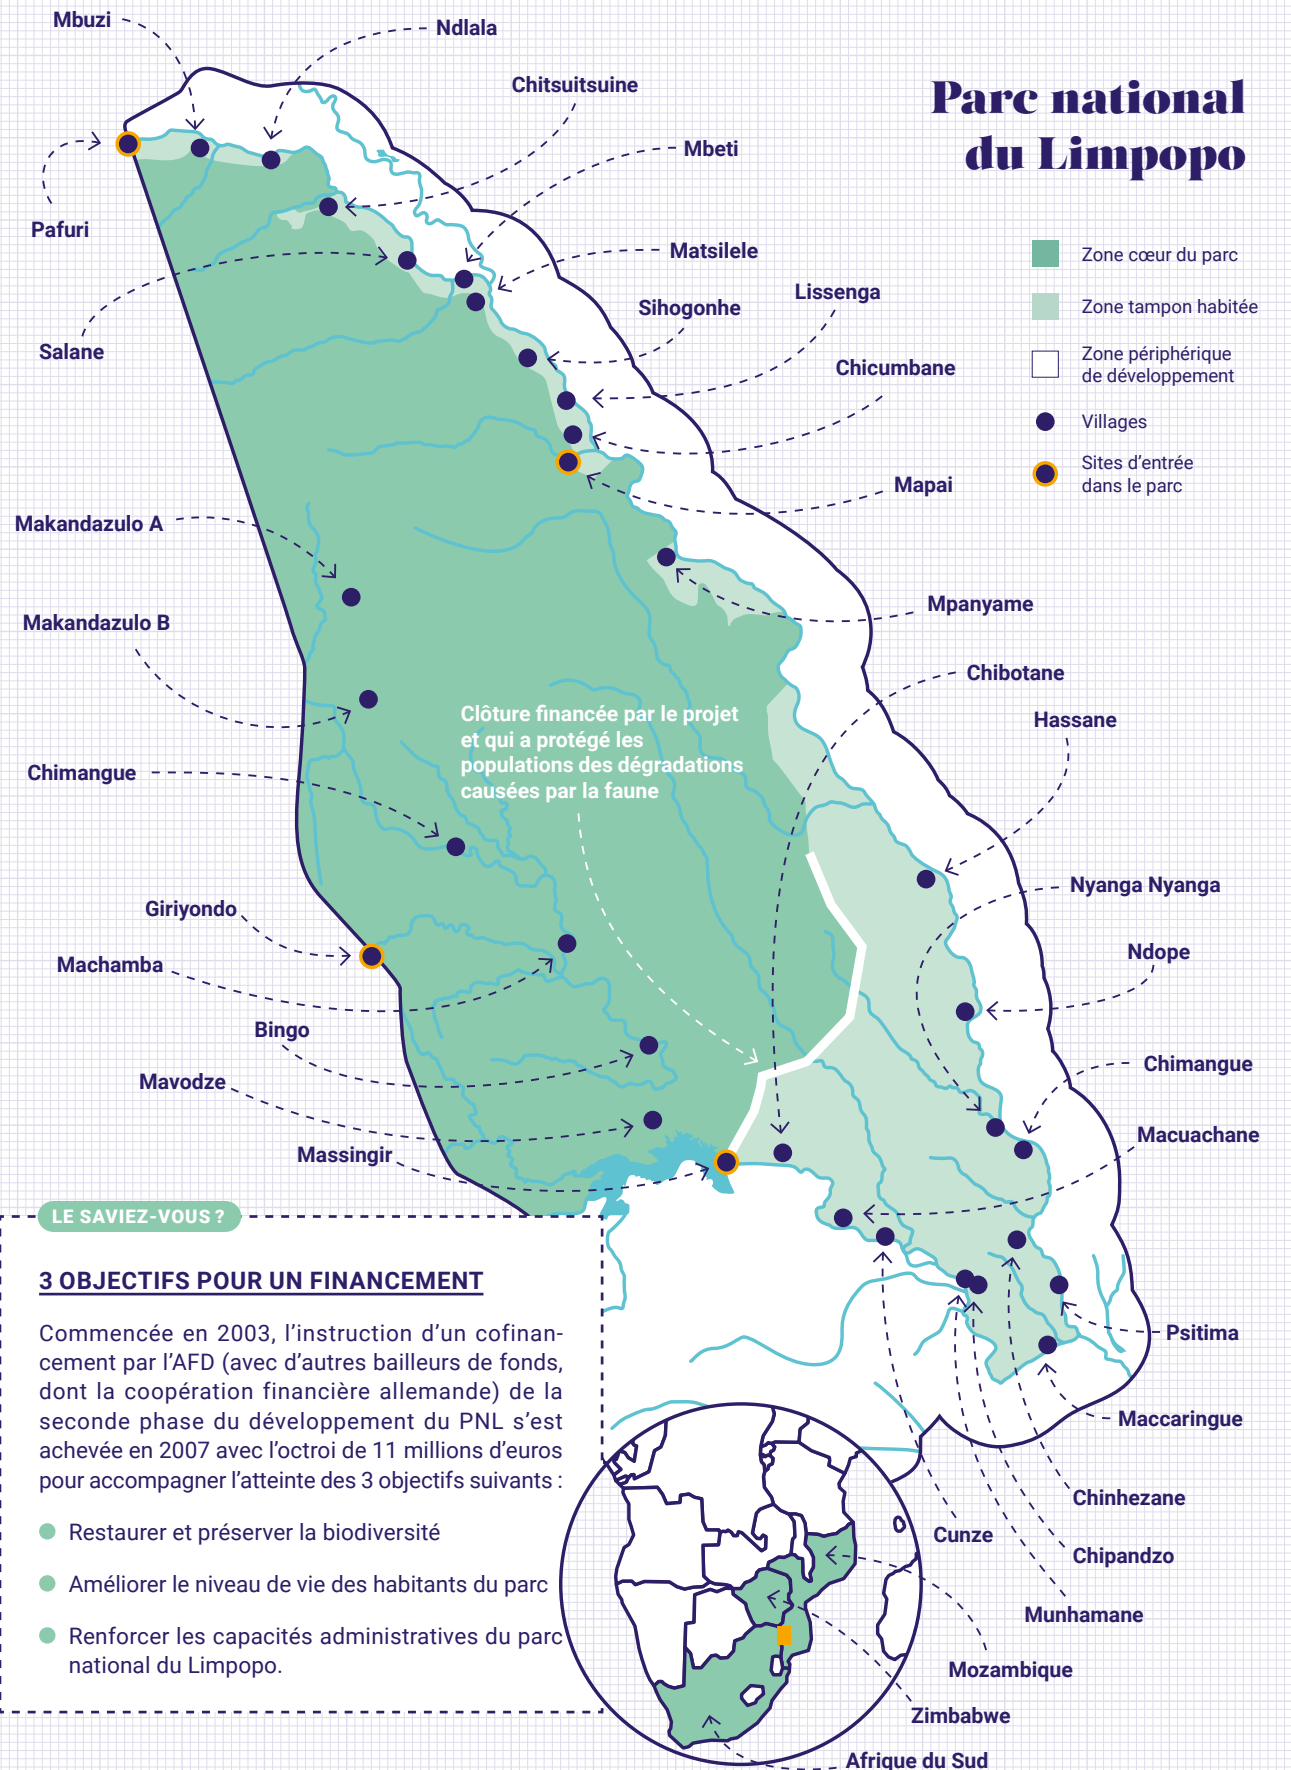 Parc national
du Limpopo
Zone cœur du parc
Zone tampon habitée
Zone périphérique
de développement
Villages
Sites d'entrée
dans le parc
Mbuzi
Ndlala
Chitsuitsuine
Mbeti
Pafuri
Matsilele
Lissenga
Sihogonhe
Salane
Chicumbane
Mapai
Makandazulo A
Mpanyame
Makandazulo B
Chibotane
Hassane
Clôture financée par le projet
et qui a protégé les
populations des dégradations
causées par la faune
Chimangue
Nyanga Nyanga
Giriyondo
Ndope
Machamba
Bingo
Chimangue
Mavodze
Macuachane
Massingir
Psitima
Maccaringue
Chinhezane
Cunze
Chipandzo
Munhamane
Mozambique
Zimbabwe
Afrique du Sud
LE SAVIEZ-VOUS ?
3 OBJECTIFS POUR UN FINANCEMENT
Commencée en 2003, l'instruction d'un cofinan-
cement par l'AFD (avec d'autres bailleurs de fonds,
dont la coopération financière allemande) de la
seconde phase du développement du PNL s'est
achevée en 2007 avec l'octroi de 11 millions d'euros
pour accompagner l'atteinte des 3 objectifs suivants :
Restaurer et préserver la biodiversité
Améliorer le niveau de vie des habitants du parc
Renforcer les capacités administratives du parc
national du Limpopo.